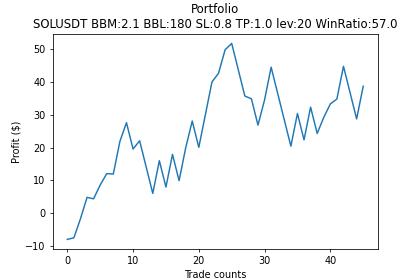 Portfolio
SOLUSDT BBM:2.1 BBL:180 SL:0.8 TP:1.0 lev:20 WinRatio:57.0
50
40
30
20
10
0
−10
Profit ($)
0 10 20 30 40
Trade counts